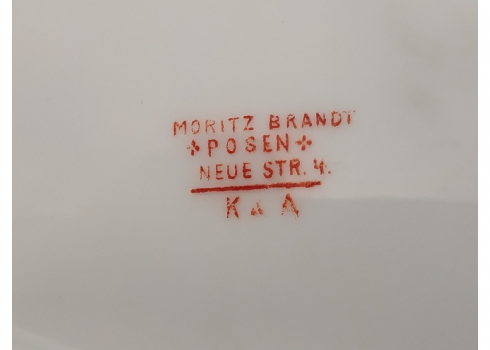 MORITZ BRANDT
✤ POSEN ✤
NEUE STR. 4.
K & A